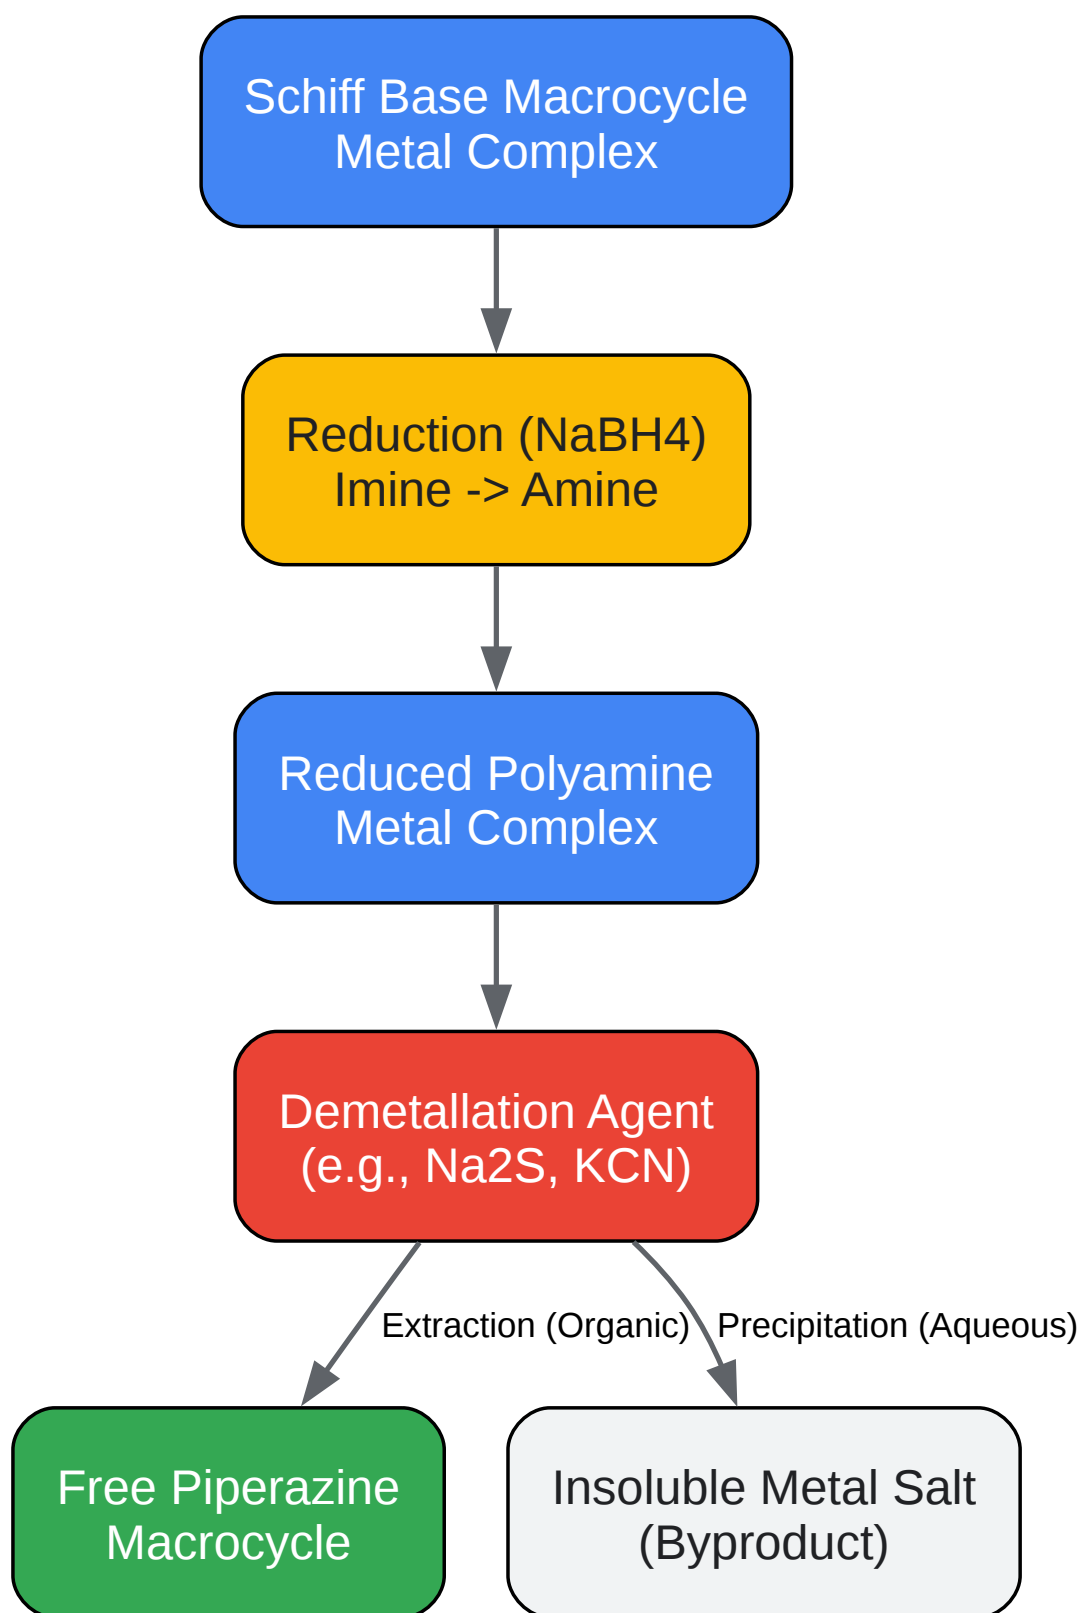 Schiff Base Macrocycle
Metal Complex
Reduction (NaBH4)
Imine -> Amine
Reduced Polyamine
Metal Complex
Demetallation Agent
(e.g., Na2S, KCN)
Extraction (Organic)
Precipitation (Aqueous)
Free Piperazine
Macrocycle
Insoluble Metal Salt
(Byproduct)